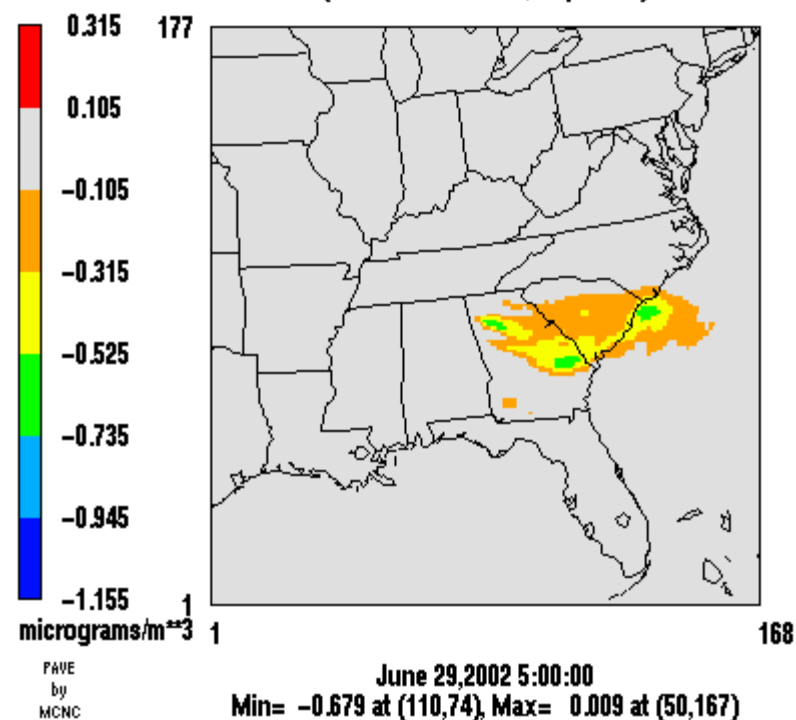 0.315
0.105
−0.105
−0.315
−0.525
−0.735
−0.945
−1.155
micrograms/m**3
177
1
1
168
PAVE
by
MCNC
June 29,2002 5:00:00
Min= −0.679 at (110,74), Max= 0.009 at (50,167)